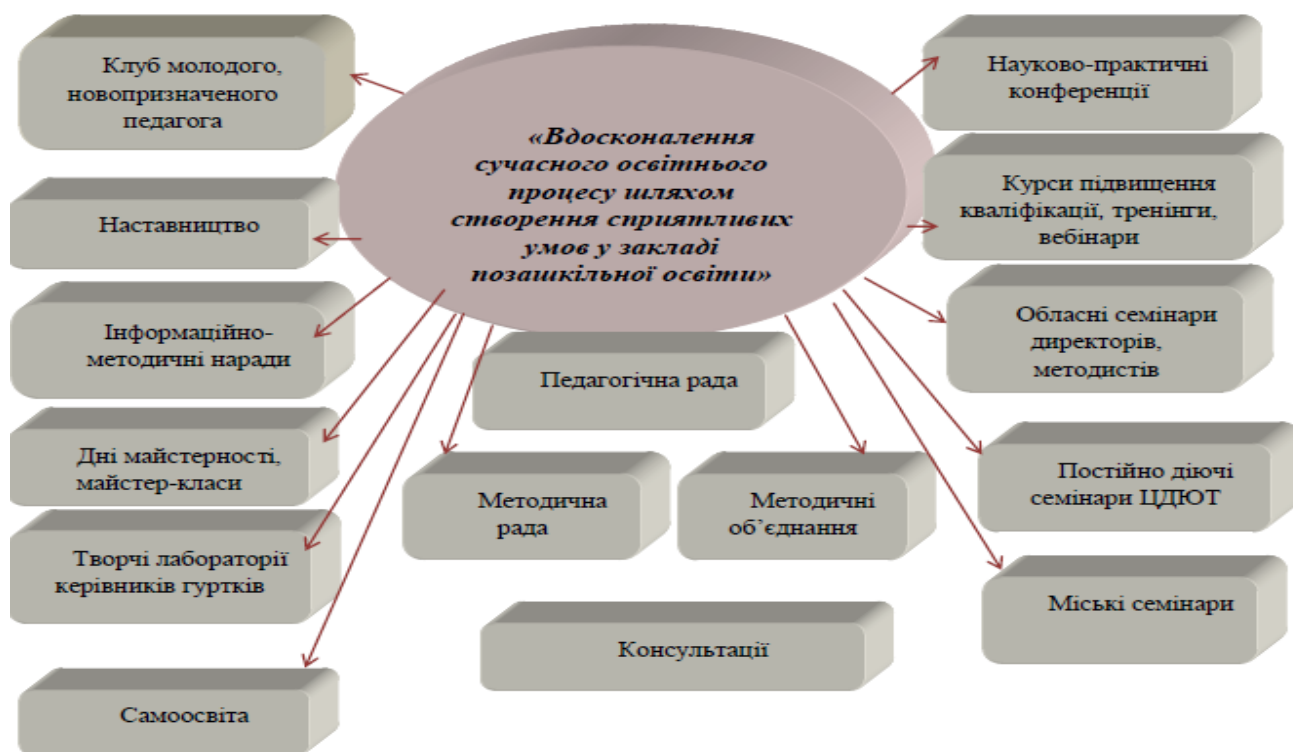 Клуб молодого,
новопризначеного
педагога
Наставництво
Інформаційно-
методичні наради
Дні майстерності,
майстер-класи
Творчі лабораторії
керівників гуртків
Самоосвіта
«Вдосконалення
сучасного освітнього
процесу шляхом
створення сприятливих
умов у закладі
позашкільної освіти»
Педагогічна рада
Методична
рада
Методичні
об’єднання
Консультації
Науково-практичні
конференції
Курси підвищення
кваліфікації, тренінги,
вебінари
Обласні семінари
директорів,
методистів
Постійно діючі
семінари ЦДЮТ
Міські семінари